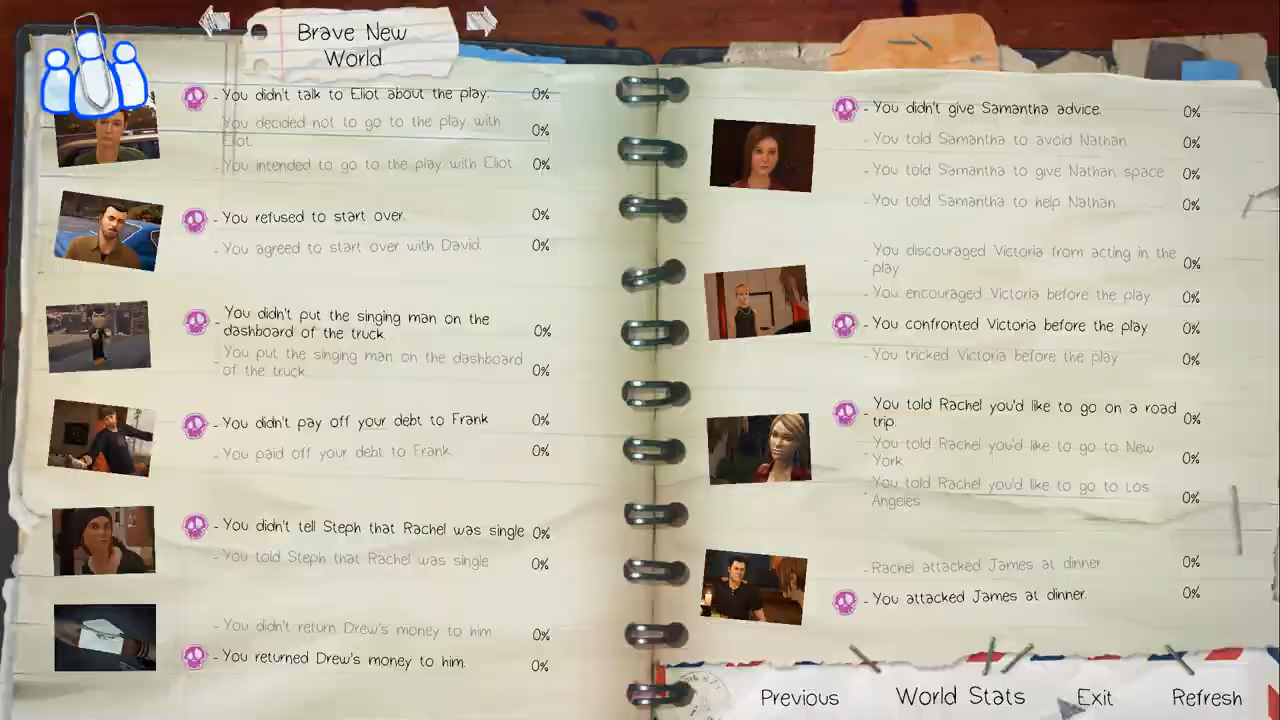 Brave New
World
You didn't talk to Eliot about the play. 0%
You decided not to go to the play with
Eliot. 0%
You intended to go to the play with Eliot 0%
- You refused to start over. 0%
- You agreed to start over with David. 0%
- You didn't put the singing man on the
dashboard of the truck. 0%
You put the singing man on the dashboard
of the truck. 0%
- You didn't pay off your debt to Frank 0%
- You paid off your debt to Frank. 0%
- You didn't tell Steph that Rachel was single 0%
- You told Steph that Rachel was single 0%
- You didn't return Drew's money to him 0%
- You returned Drew's money to him. 0%
- You didn't give Samantha advice. 0%
- You told Samantha to avoid Nathan. 0%
- You told Samantha to give Nathan space 0%
- You told Samantha to help Nathan. 0%
- You discouraged Victoria from acting in the
play 0%
- You encouraged Victoria before the play. 0%
- You confronted Victoria before the play 0%
- You tricked Victoria before the play 0%
- You told Rachel you'd like to go on a road
trip. 0%
- You told Rachel you'd like to go to New
York. 0%
- You told Rachel you'd like to go to Los
Angeles 0%
- Rachel attacked James at dinner. 0%
- You attacked James at dinner. 0%
Previous World Stats Exit Refresh